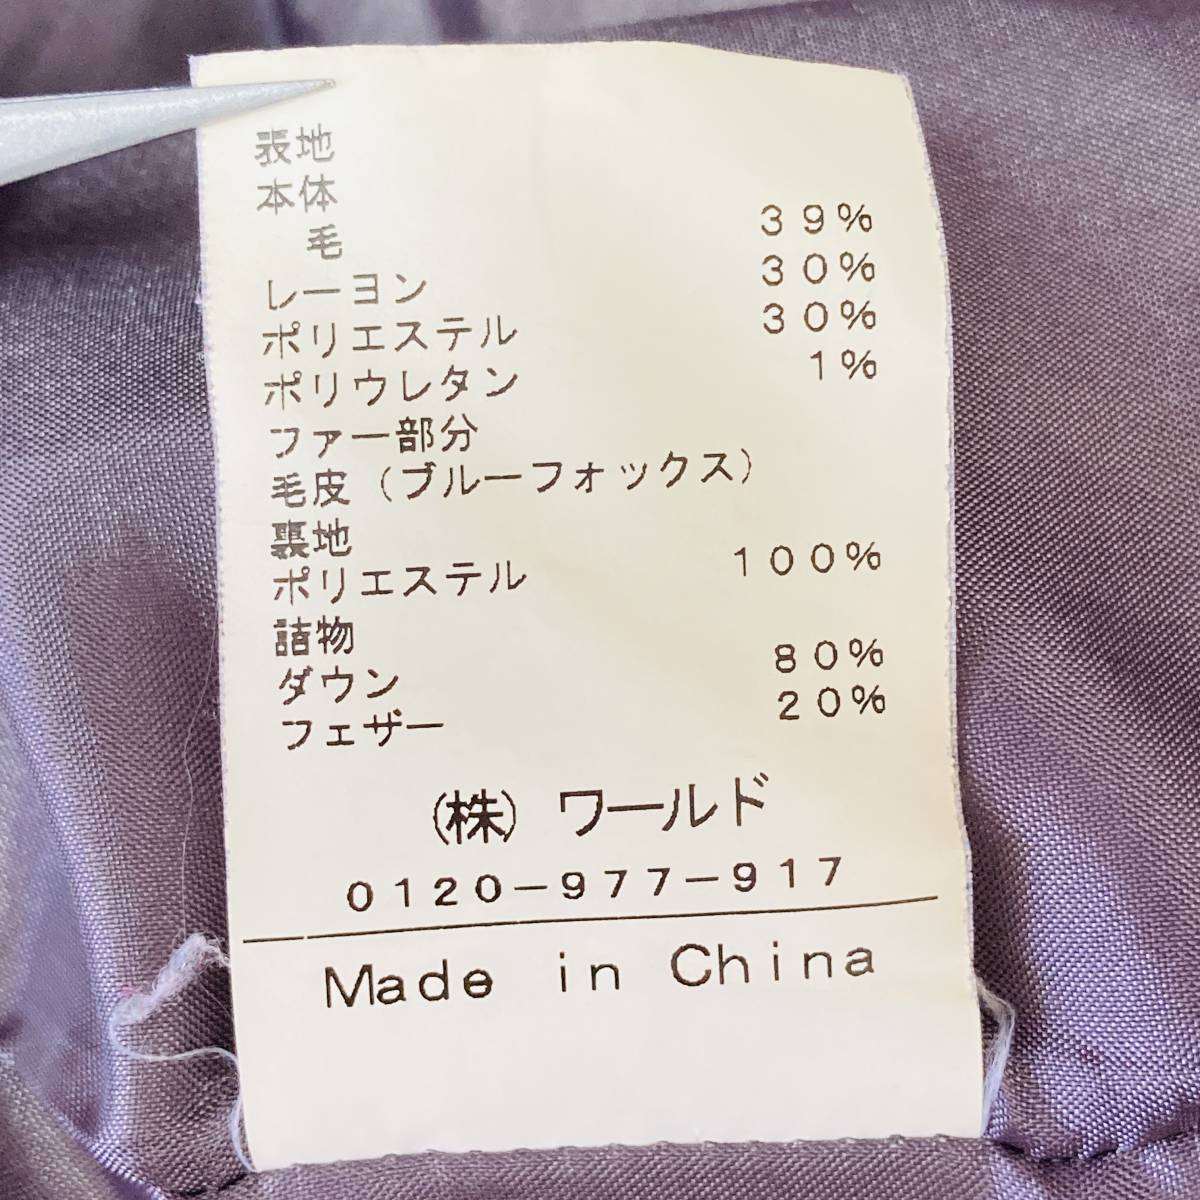 表地
本体
毛 39%
レーヨン 30%
ポリエステル 30%
ポリウレタン 1%
ファー部分
毛皮（ブルーフォックス）
裏地
ポリエステル 100%
詰物
ダウン 80%
フェザー 20%
(株) ワールド
0120-977-917
Made in China